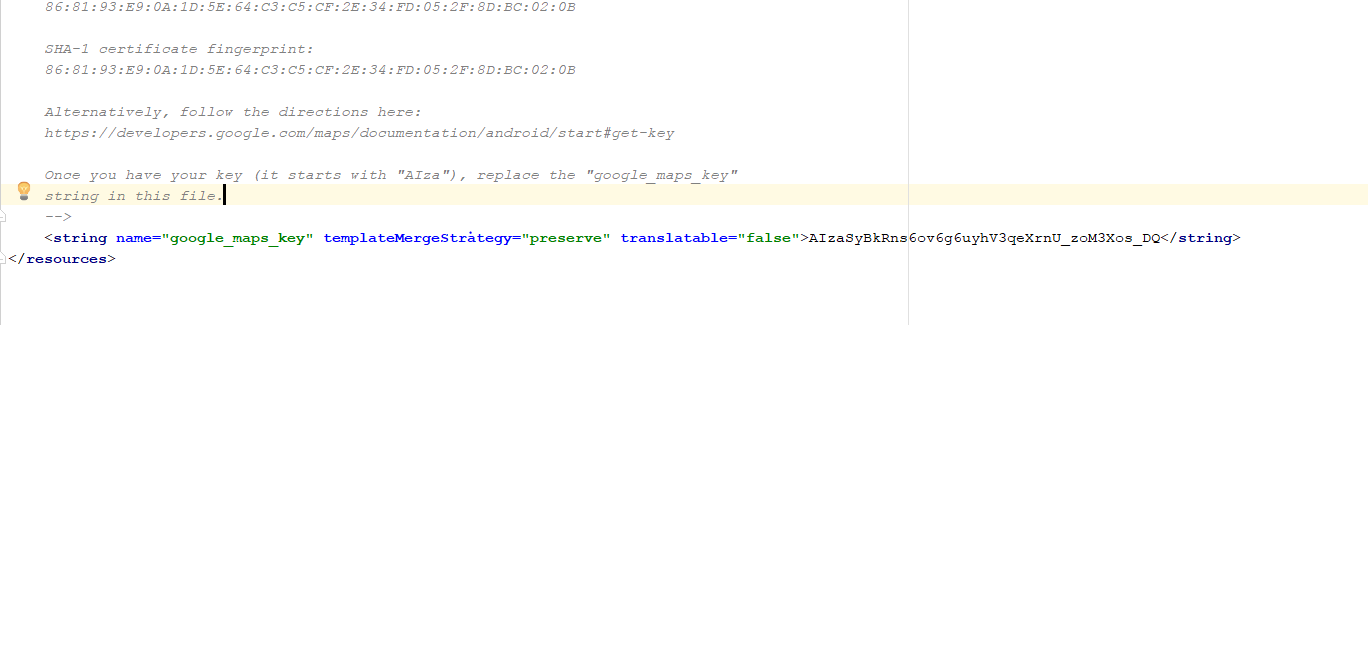 86:81:93:E9:0A:1D:5E:64:C3:C5:CF:2E:34:FD:05:2F:8D:BC:02:0B
SHA-1 certificate fingerprint:
86:81:93:E9:0A:1D:5E:64:C3:C5:CF:2E:34:FD:05:2F:8D:BC:02:0B
Alternatively, follow the directions here:
https://developers.google.com/maps/documentation/android/start#get-key
Once you have your key (it starts with "AIza"), replace the "google_maps_key"
string in this file.
-->
<string name="google_maps_key" templateMergeStrategy="preserve" translatable="false">AIzaSyBkRns6ov6g6uyhV3qeXrnU_zoM3Xos_DQ</string>
</resources>